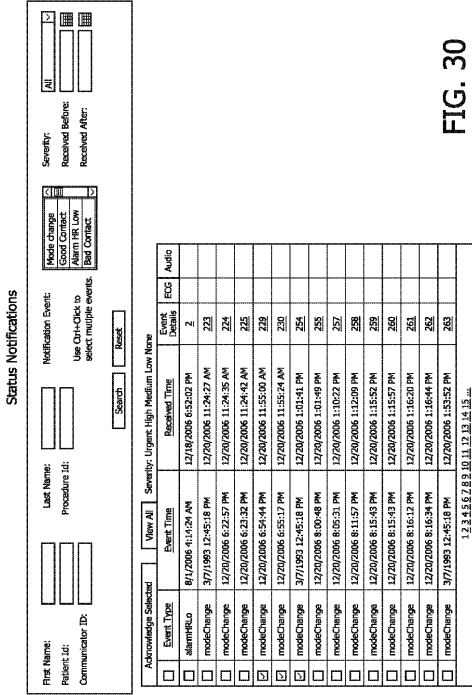 Status Notifications
First Name: Last Name: Notification Event: Severity: All
Patient Id: Procedure Id: Use Ctrl+Click to select multiple events. Received Before:
Communicator ID: Received After:
Mode change
Good Contact
Alarm HR Low
Bad Contact
Search Reset
Acknowledge Selected View All Severity: Urgent High Medium Low None
Event Type Event Time Received Time Event Details ECG Audio
alarmHRLo 8/1/2006 4:14:24 AM 12/18/2006 6:52:02 PM 2
modeChange 3/7/1993 12:45:18 PM 12/20/2006 11:24:27 AM 223
modeChange 12/20/2006 6:22:57 PM 12/20/2006 11:24:35 AM 224
modeChange 12/20/2006 6:23:32 PM 12/20/2006 11:24:42 AM 225
modeChange 12/20/2006 6:54:44 PM 12/20/2006 11:55:00 AM 229
modeChange 12/20/2006 6:55:17 PM 12/20/2006 11:55:24 AM 230
modeChange 3/7/1993 12:45:18 PM 12/20/2006 1:01:41 PM 254
modeChange 12/20/2006 8:00:48 PM 12/20/2006 1:01:49 PM 255
modeChange 12/20/2006 8:05:31 PM 12/20/2006 1:10:22 PM 257
modeChange 12/20/2006 8:11:57 PM 12/20/2006 1:12:09 PM 258
modeChange 12/20/2006 8:15:43 PM 12/20/2006 1:15:52 PM 259
modeChange 12/20/2006 8:15:43 PM 12/20/2006 1:15:57 PM 260
modeChange 12/20/2006 8:16:12 PM 12/20/2006 1:16:20 PM 261
modeChange 12/20/2006 8:16:34 PM 12/20/2006 1:16:44 PM 262
modeChange 3/7/1993 12:45:18 PM 12/20/2006 1:53:52 PM 263
1 2 3 4 5 6 7 8 9 10 11 12 13 14 15 ...
FIG. 30